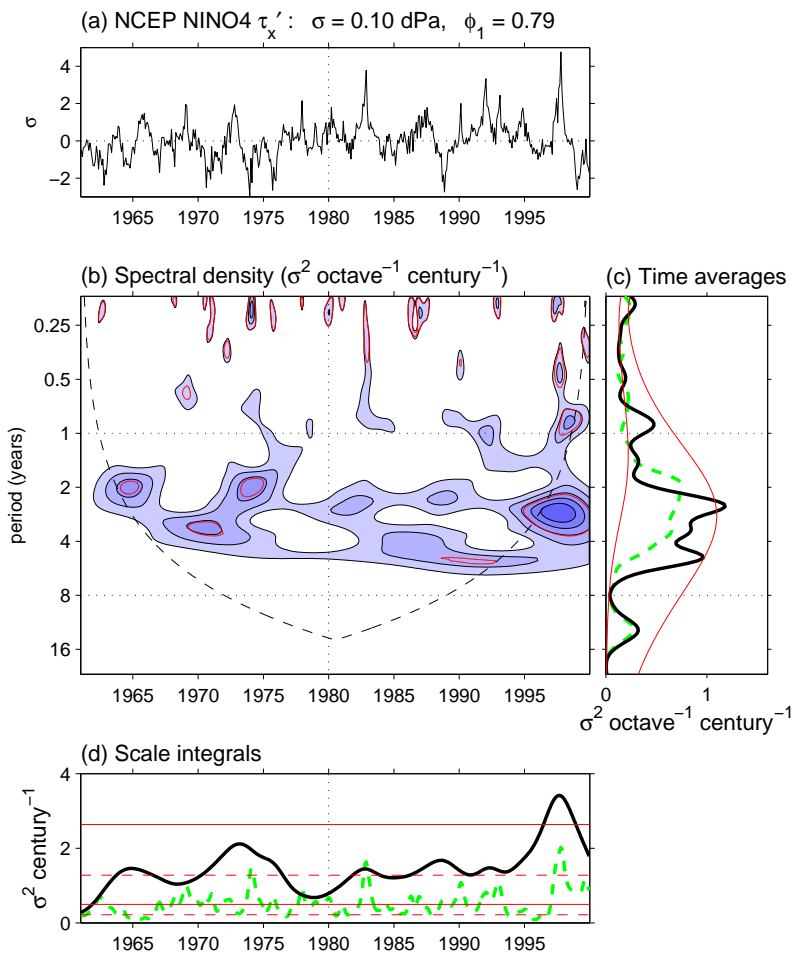 (a) NCEP NINO4 τₓ′ : σ = 0.10 dPa, ϕ₁ = 0.79
4
2
0
−2
σ
1965 1970 1975 1980 1985 1990 1995
(b) Spectral density (σ² octave⁻¹ century⁻¹)
(c) Time averages
0.25
0.5
1
2
4
8
16
period (years)
1965 1970 1975 1980 1985 1990 1995
0 1
σ² octave⁻¹ century⁻¹
(d) Scale integrals
4
2
0
σ² century⁻¹
1965 1970 1975 1980 1985 1990 1995